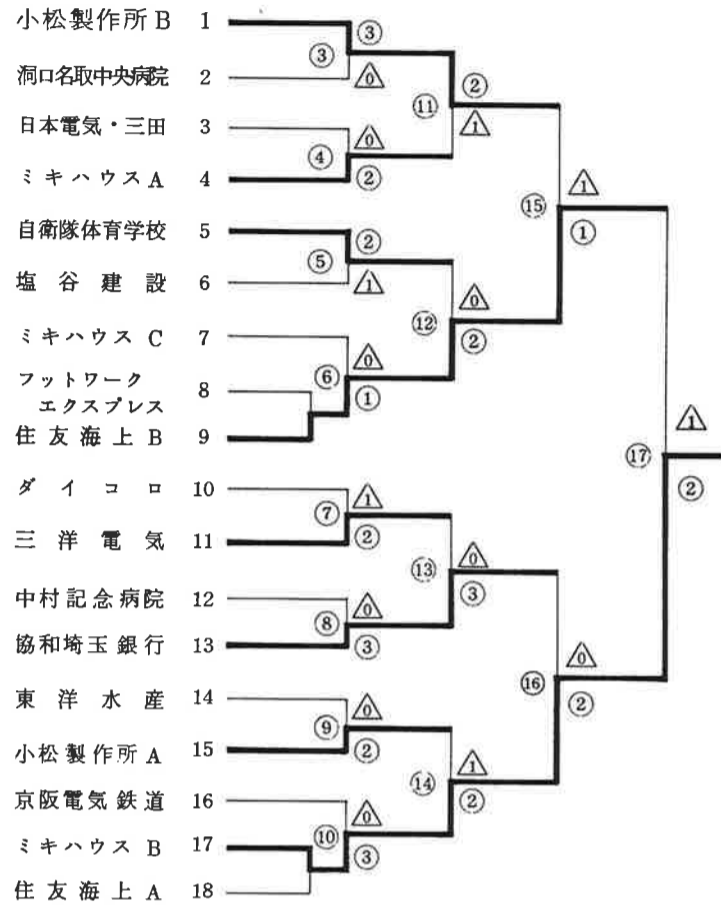 小松製作所 B 1
洞口名取中央病院 2
日本電気・三田 3
ミキハウス A 4
自衛隊体育学校 5
塩谷建設 6
ミキハウス C 7
フットワーク
エクスプレス 8
住友海上 B 9
ダイコロ 10
三洋電気 11
中村記念病院 12
協和埼玉銀行 13
東洋水産 14
小松製作所 A 15
京阪電気鉄道 16
ミキハウス B 17
住友海上 A 18
③ ③ 0
④ 0 ②
⑤ ② 1
⑥ 0 ①
⑦ 1 ②
⑧ 0 ③
⑨ 0 ②
⑩ 0 ③
⑪ ② 1
⑫ 0 ②
⑬ 0 ③
⑭ 1 ②
⑮ 1 ①
⑯ 0 ②
⑰ 1 ②